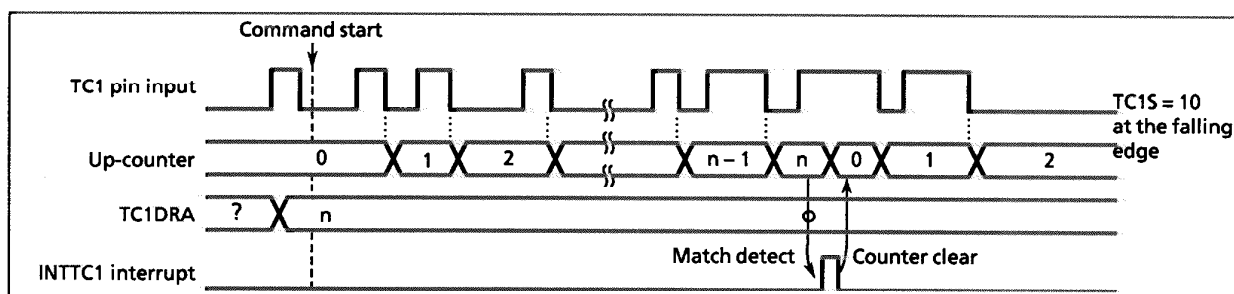 Command start
TC1 pin input
TC1S = 10
at the falling
edge
Up-counter
0 1 2 n – 1 n 0 1 2
TC1DRA
? n
Match detect Counter clear
INTTC1 interrupt